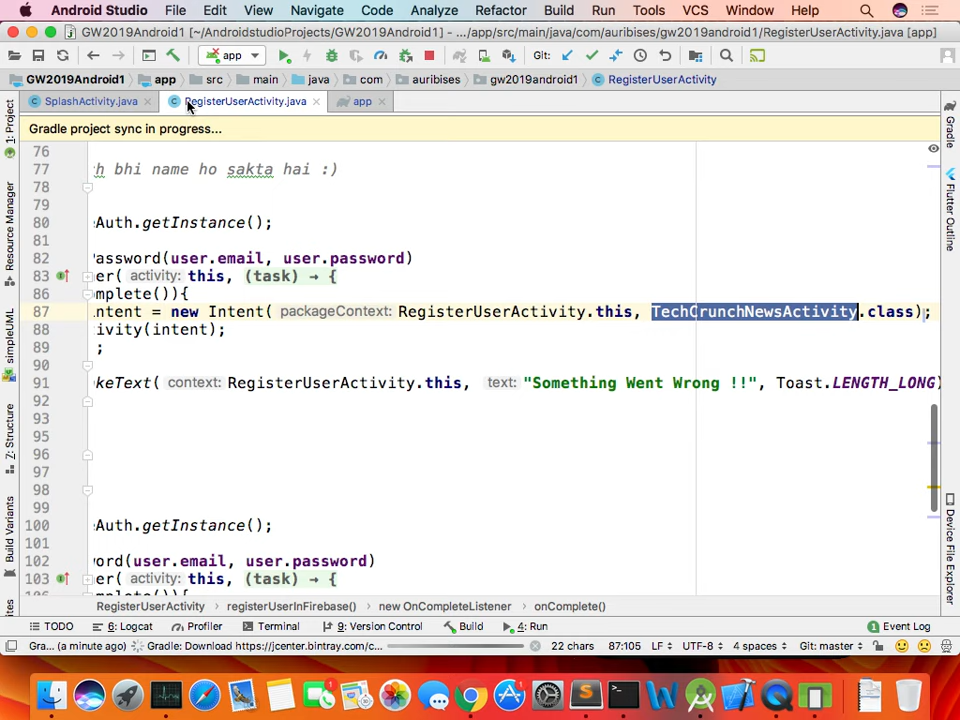 Android Studio File Edit View Navigate Code Analyze Refactor Build Run Tools VCS Window Help
GW2019Android1 [~/AndroidstudioProjects/GW2019Android1] - .../app/src/main/java/com/auribises/gw2019android1/RegisterUserActivity.java [app]
app Git:
GW2019Android1 app src main java com auribises gw2019android1 RegisterUserActivity
SplashActivity.java RegisterUserActivity.java app
Gradle project sync in progress...
76
77 :h bhi name ho sakta hai :)
78
79
80 Auth.getInstance();
81
82 Password(user.email, user.password)
83 er( activity: this, (task) → {
86 mplete()){
87 intent = new Intent( packageContext: RegisterUserActivity.this, TechCrunchNewsActivity.class);
88 ivity(intent);
89 ;
90
91 keText( context: RegisterUserActivity.this, text: "Something Went Wrong !!", Toast.LENGTH_LONG)
92
93
94
95
96
97
98
99
100 Auth.getInstance();
101
102 word(user.email, user.password)
103 er( activity: this, (task) → {
mplete()){
RegisterUserActivity registerUserInFirebase() new OnCompleteListener onComplete()
TODO 6: Logcat Profiler Terminal 9: Version Control Build 4: Run 1 Event Log
Gra... (a minute ago) Gradle: Download https://jcenter.bintray.com/c... 22 chars 87:105 LF UTF-8 4 spaces Git: master
1: Project
Resource Manager
simpleUML
7: Structure
Build Variants
Gradle
Flutter Outline
Device File Explorer